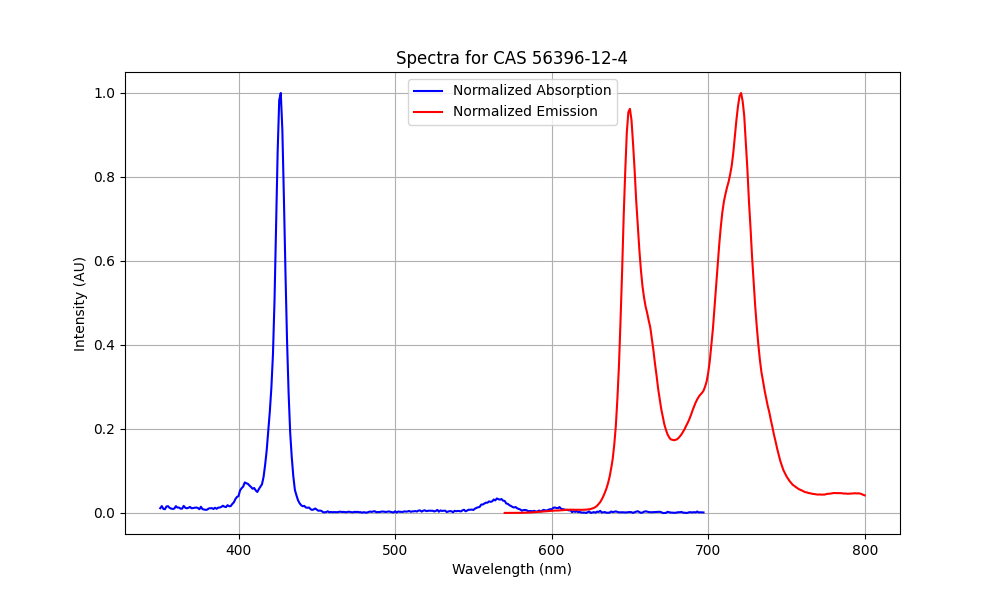 Spectra for CAS 56396-12-4
Normalized Absorption
Normalized Emission
Intensity (AU)
1.0
0.8
0.6
0.4
0.2
0.0
400 500 600 700 800
Wavelength (nm)